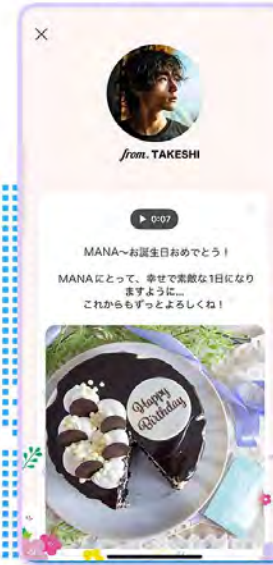 ×
from. TAKESHI
▶ 0:07
MANA〜お誕生日おめでとう！
MANAにとって、幸せで素敵な1日になり
ますように...
これからもずっとよろしくね！
Happy
Birthday